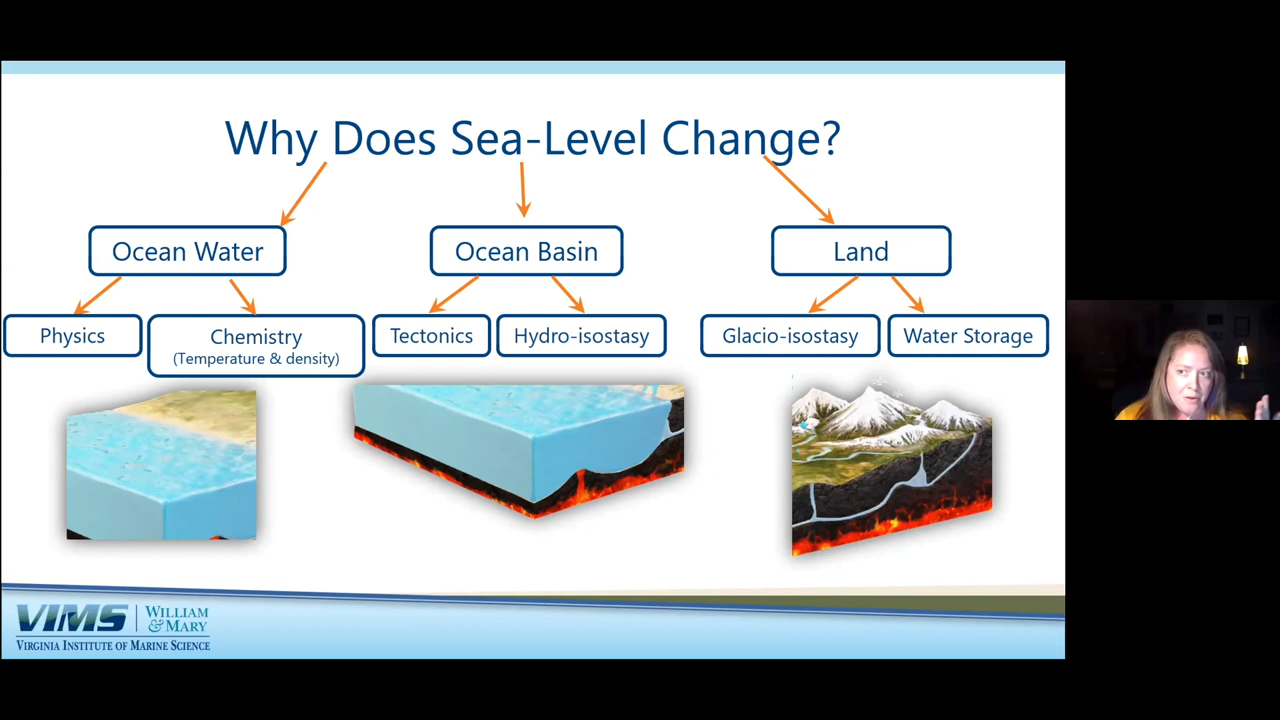 Why Does Sea-Level Change?
Ocean Water
Ocean Basin
Land
Physics
Chemistry
(Temperature & density)
Tectonics
Hydro-isostasy
Glacio-isostasy
Water Storage
VIMS
WILLIAM
& MARY
VIRGINIA INSTITUTE OF MARINE SCIENCE